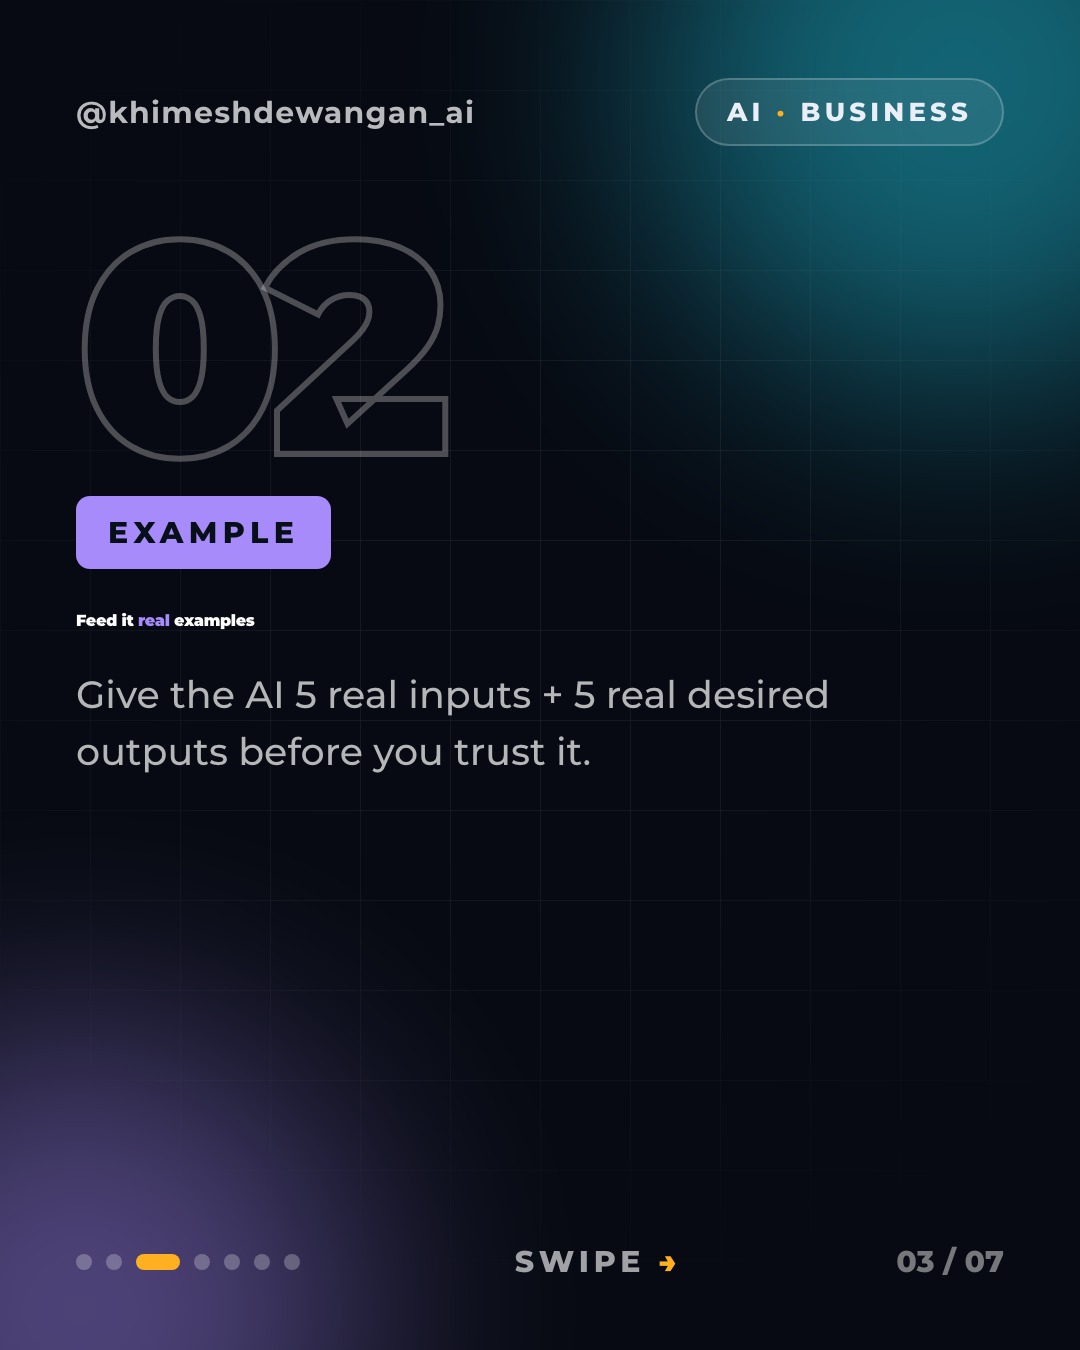 @khimeshdewangan_ai
AI · BUSINESS
02
EXAMPLE
Feed it real examples
Give the AI 5 real inputs + 5 real desired
outputs before you trust it.
SWIPE ➔
03 / 07